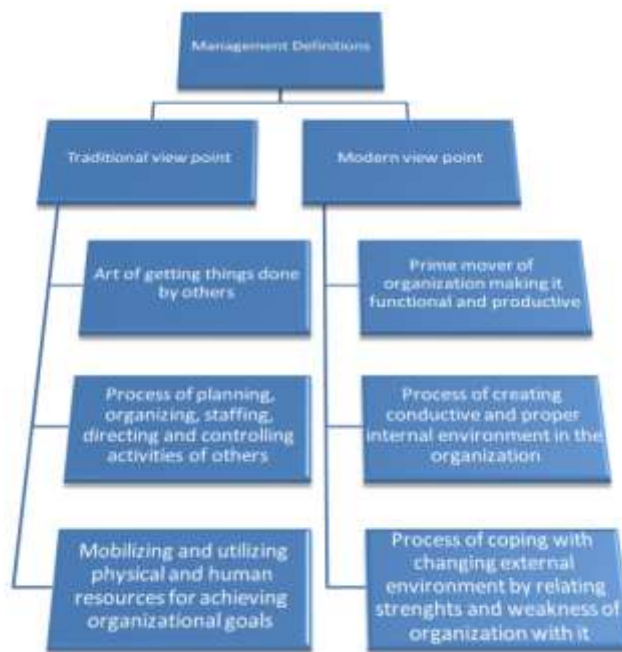 Management Definitions
Traditional view point
Modern view point
Art of getting things done
by others
Process of planning,
organizing, staffing,
directing and controlling
activities of others
Mobilizing and utilizing
physical and human
resources for achieving
organizational goals
Prime mover of
organization making it
functional and productive
Process of creating
conductive and proper
internal environment in the
organization
Process of coping with
changing external
environment by relating
strenghts and weakness of
organization with it